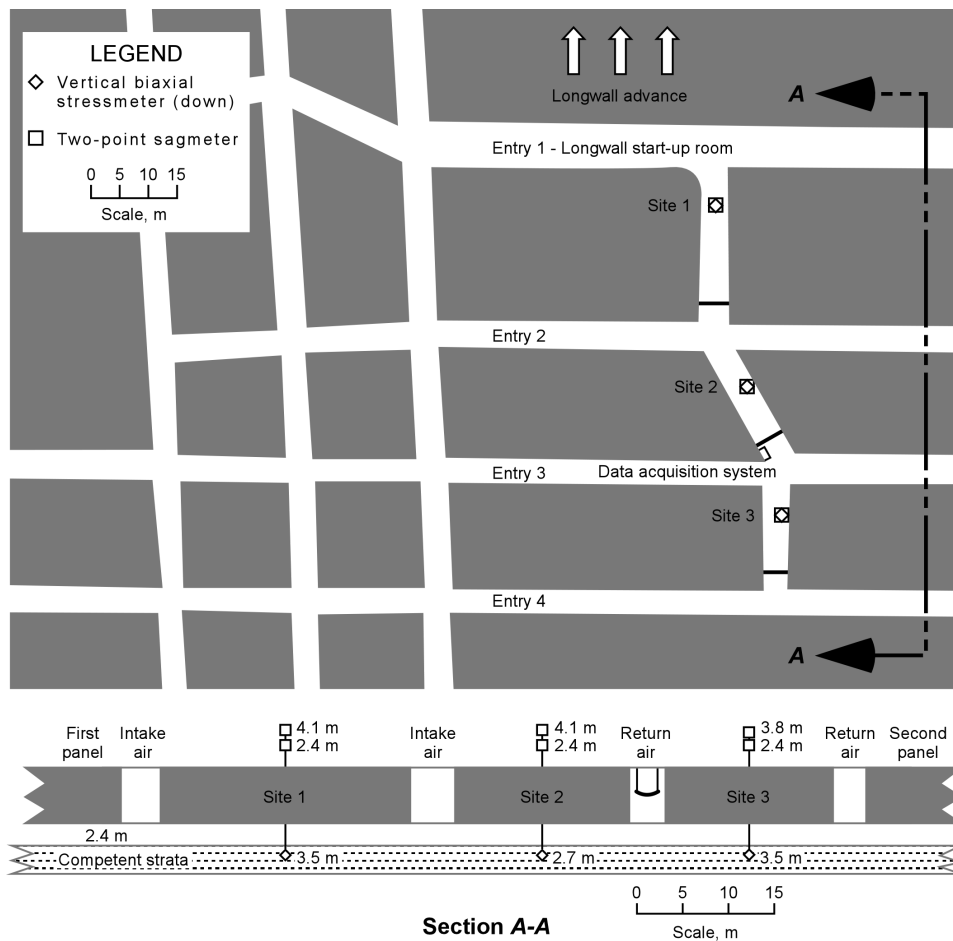 LEGEND
Vertical biaxial
stressmeter (down)
Two-point sagmeter
0 5 10 15
Scale, m
Longwall advance
A
Entry 1 - Longwall start-up room
Site 1
Entry 2
Site 2
Data acquisition system
Entry 3
Site 3
Entry 4
A
First
panel
Intake
air
4.1 m
2.4 m
Intake
air
4.1 m
2.4 m
Return
air
3.8 m
2.4 m
Return
air
Second
panel
Site 1
Site 2
Site 3
2.4 m
Competent strata
3.5 m
2.7 m
3.5 m
0 5 10 15
Scale, m
Section A-A